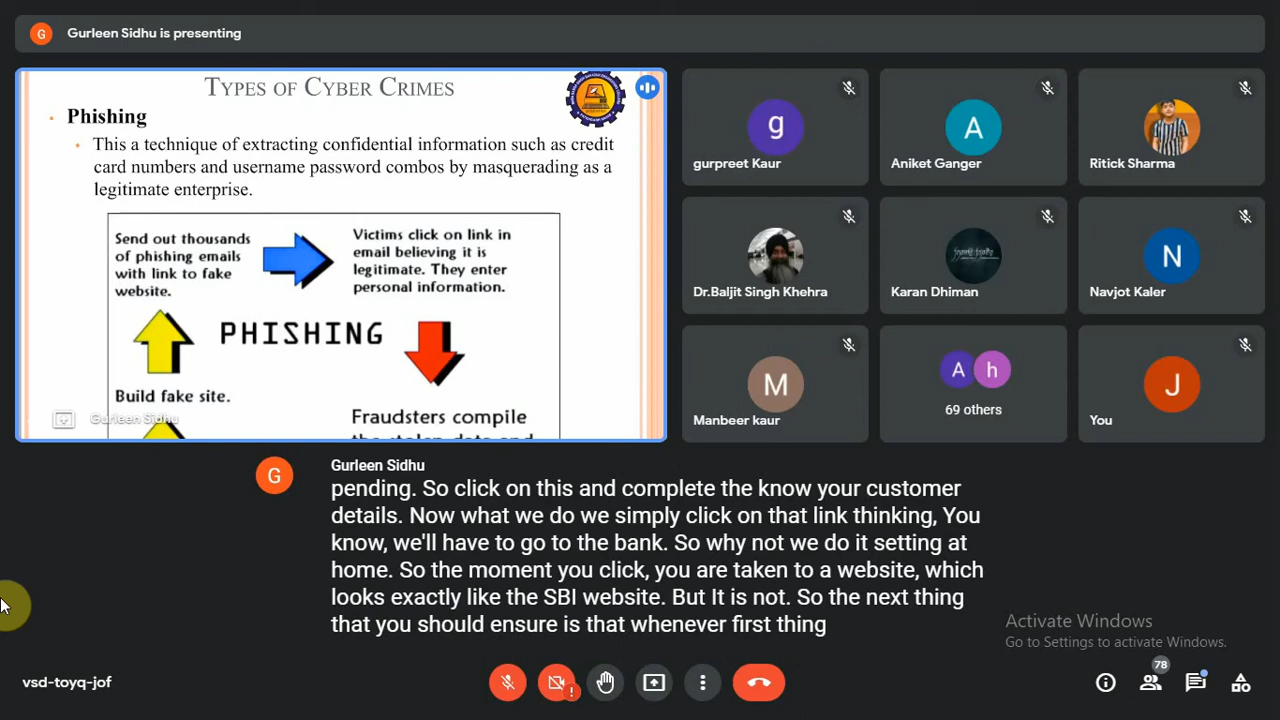 G Gurleen Sidhu is presenting
TYPES OF CYBER CRIMES
Phishing
This a technique of extracting confidential information such as credit
card numbers and username password combos by masquerading as a
legitimate enterprise.
Send out thousands
of phishing emails
with link to fake
website.
Victims click on link in
email believing it is
legitimate. They enter
personal information.
PHISHING
Build fake site.
Fraudsters compile
the stolen data and
Gurleen Sidhu
g
gurpreet Kaur
A
Aniket Ganger
Ritick Sharma
Dr.Baljit Singh Khehra
Karan Dhiman
N
Navjot Kaler
M
Manbeer kaur
A h
69 others
J
You
G
Gurleen Sidhu
pending. So click on this and complete the know your customer
details. Now what we do we simply click on that link thinking, You
know, we'll have to go to the bank. So why not we do it setting at
home. So the moment you click, you are taken to a website, which
looks exactly like the SBI website. But It is not. So the next thing
that you should ensure is that whenever first thing
Activate Windows
Go to Settings to activate Windows.
vsd-toyq-jof
78